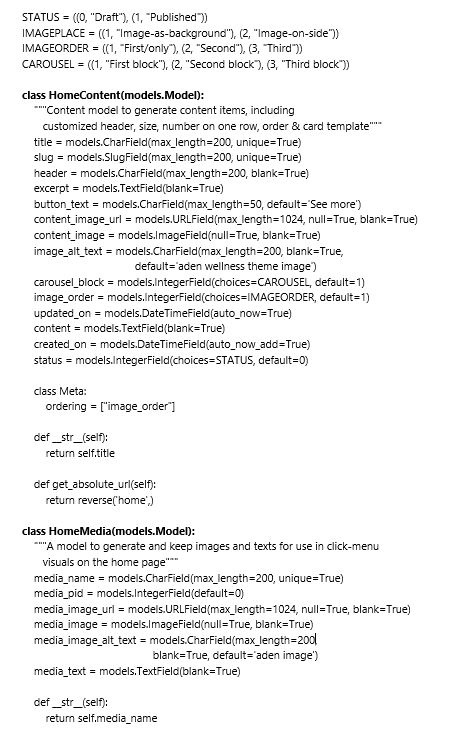 STATUS = ((0, "Draft"), (1, "Published"))
IMAGEPLACE = ((1, "Image-as-background"), (2, "Image-on-side"))
IMAGEORDER = ((1, "First/only"), (2, "Second"), (3, "Third"))
CAROUSEL = ((1, "First block"), (2, "Second block"), (3, "Third block"))

class HomeContent(models.Model):
    """Content model to generate content items, including
       customized header, size, number on one row, order & card template"""
    title = models.CharField(max_length=200, unique=True)
    slug = models.SlugField(max_length=200, unique=True)
    header = models.CharField(max_length=200, blank=True)
    excerpt = models.TextField(blank=True)
    button_text = models.CharField(max_length=50, default='See more')
    content_image_url = models.URLField(max_length=1024, null=True, blank=True)
    content_image = models.ImageField(null=True, blank=True)
    image_alt_text = models.CharField(max_length=200, blank=True,
                                      default='aden wellness theme image')
    carousel_block = models.IntegerField(choices=CAROUSEL, default=1)
    image_order = models.IntegerField(choices=IMAGEORDER, default=1)
    updated_on = models.DateTimeField(auto_now=True)
    content = models.TextField(blank=True)
    created_on = models.DateTimeField(auto_now_add=True)
    status = models.IntegerField(choices=STATUS, default=0)

    class Meta:
        ordering = ["image_order"]

    def __str__(self):
        return self.title

    def get_absolute_url(self):
        return reverse('home',)

class HomeMedia(models.Model):
    """A model to generate and keep images and texts for use in click-menu
       visuals on the home page"""
    media_name = models.CharField(max_length=200, unique=True)
    media_pid = models.IntegerField(default=0)
    media_image_url = models.URLField(max_length=1024, null=True, blank=True)
    media_image = models.ImageField(null=True, blank=True)
    media_image_alt_text = models.CharField(max_length=200,
                                      blank=True, default='aden image')
    media_text = models.TextField(blank=True)

    def __str__(self):
        return self.media_name